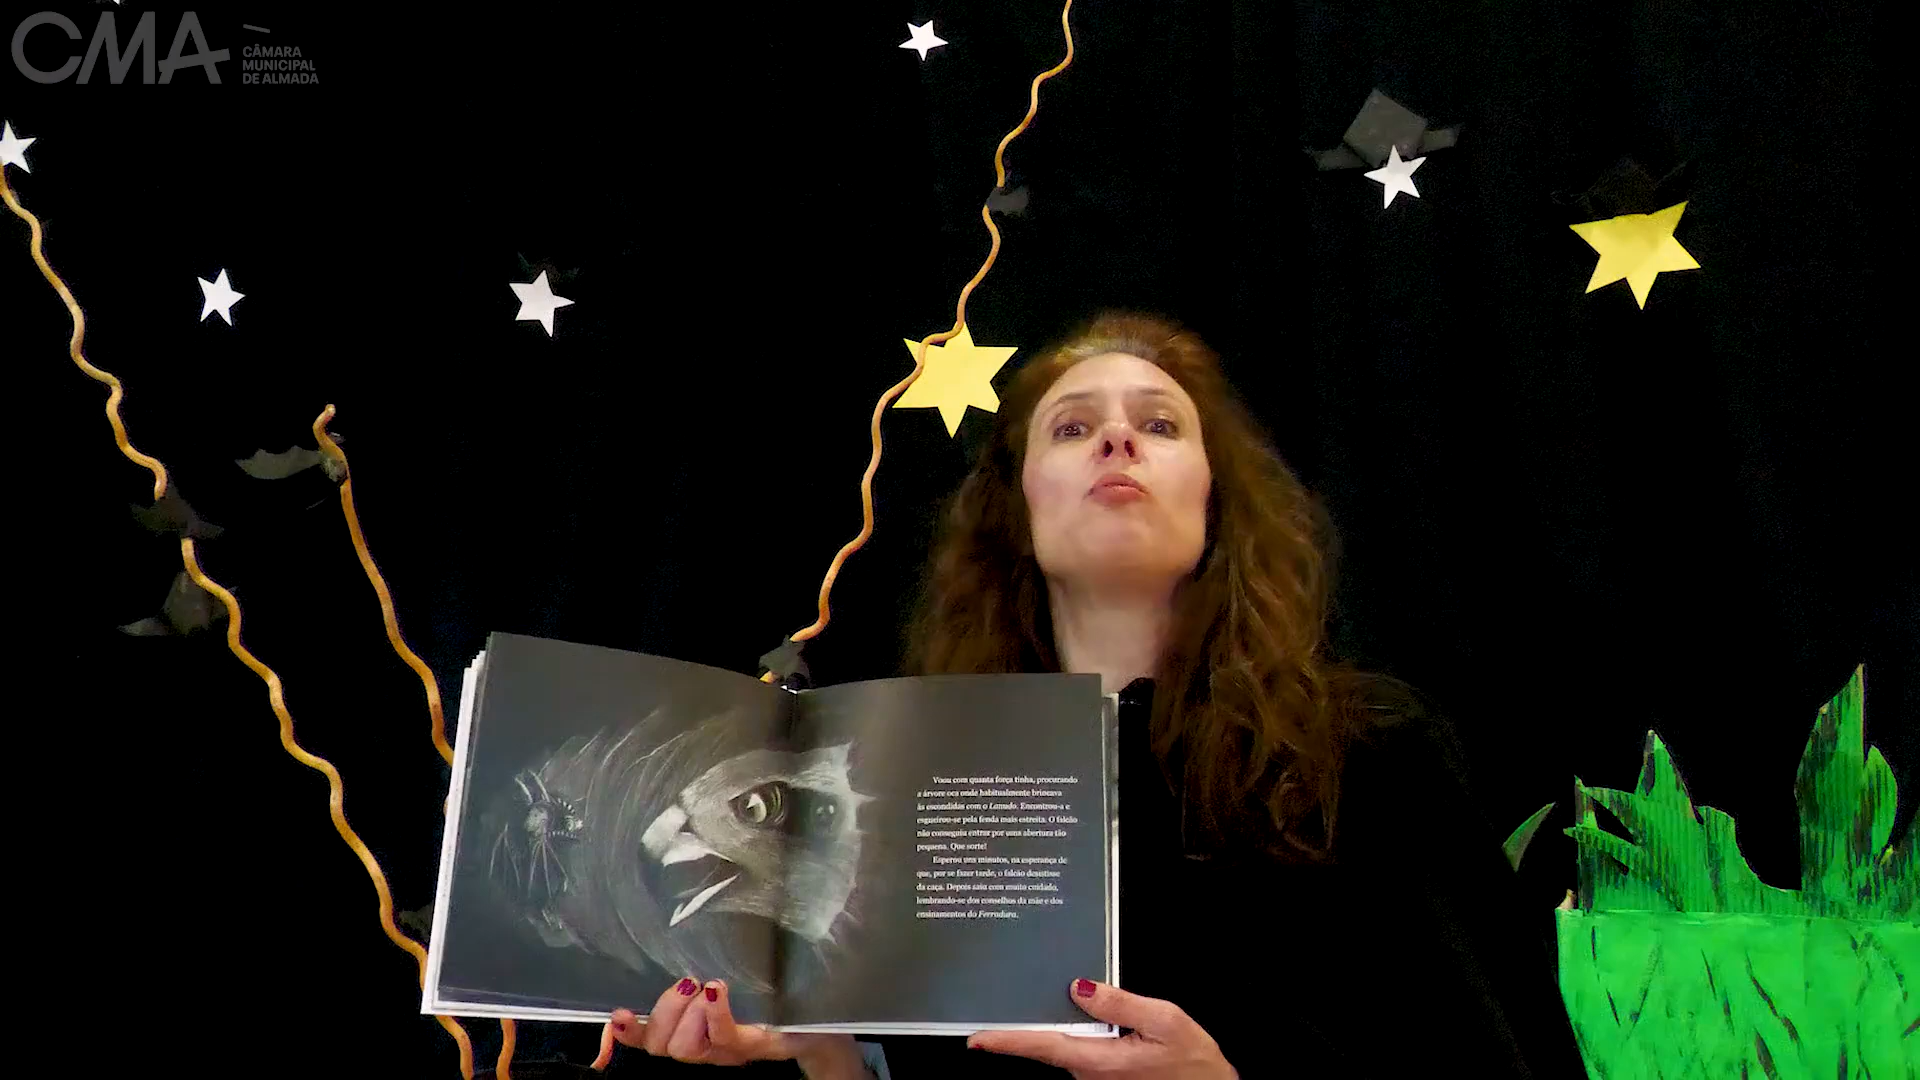 CMA
CÂMARA
MUNICIPAL
DE ALMADA
Voou com quanta força tinha, procurando
a árvore oca onde habitualmente brincava
às escondidas com o Lanudo. Encontrou-a e
esgueirou-se pela fenda mais estreita. O falcão
não conseguiu entrar por uma abertura tão
pequena. Que sorte!
Esperou uns minutos, na esperança de
que, por se fazer tarde, o falcão desistisse
da caça. Depois saiu com muito cuidado,
lembrando-se dos conselhos da mãe e dos
ensinamentos do Ferradura.